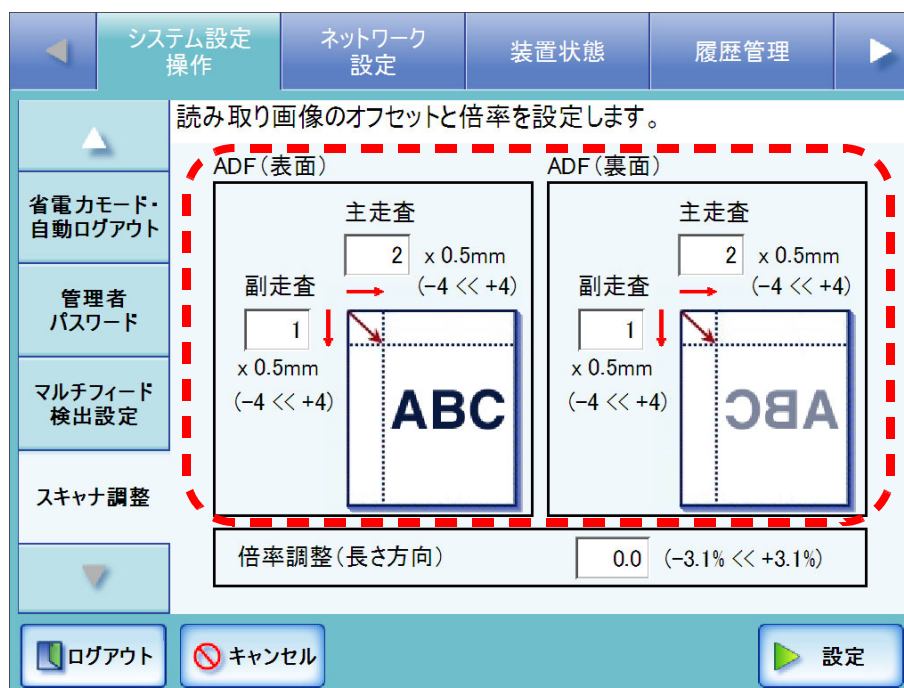 システム設定
操作
ネットワーク
設定
装置状態
履歴管理
読み取り画像のオフセットと倍率を設定します。
省電力モード・
自動ログアウト
管理者
パスワード
マルチフィード
検出設定
スキャナ調整
ADF(表面)
主走査
2 x 0.5mm
(-4 << +4)
副走査
1
x 0.5mm
(-4 << +4)
ABC
ADF(裏面)
主走査
2 x 0.5mm
(-4 << +4)
副走査
1
x 0.5mm
(-4 << +4)
ABC
倍率調整(長さ方向) 0.0 (-3.1% << +3.1%)
ログアウト
キャンセル
設定